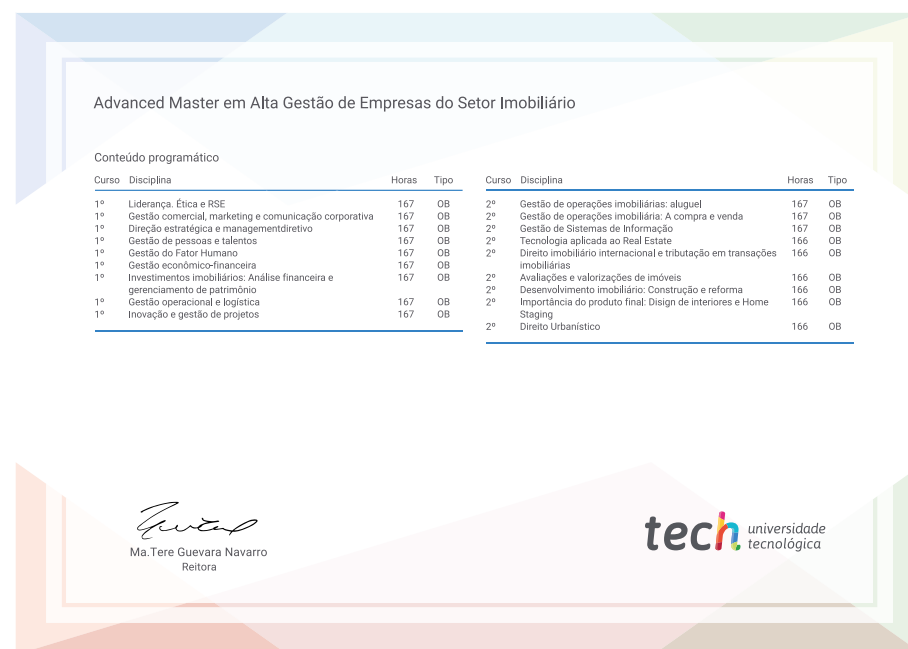 Advanced Master em Alta Gestão de Empresas do Setor Imobiliário
Conteúdo programático
Curso Disciplina Horas Tipo
1º Liderança. Ética e RSE 167 OB
1º Gestão comercial, marketing e comunicação corporativa 167 OB
1º Direção estratégica e managementdiretivo 167 OB
1º Gestão de pessoas e talentos 167 OB
1º Gestão do Fator Humano 167 OB
1º Gestão econômico-financeira 167 OB
1º Investimentos imobiliários: Análise financeira e 167 OB
gerenciamento de patrimônio
1º Gestão operacional e logística 167 OB
1º Inovação e gestão de projetos 167 OB
Curso Disciplina Horas Tipo
2º Gestão de operações imobiliárias: aluguel 167 OB
2º Gestão de operações imobiliária: A compra e venda 167 OB
2º Gestão de Sistemas de Informação 167 OB
2º Tecnologia aplicada ao Real Estate 166 OB
2º Direito imobiliário internacional e tributação em transações 166 OB
imobiliárias
2º Avaliações e valorizações de imóveis 166 OB
2º Desenvolvimento imobiliário: Construção e reforma 166 OB
2º Importância do produto final: Disign de interiores e Home 166 OB
Staging
2º Direito Urbanístico 166 OB
Ma.Tere Guevara Navarro
Reitora
tech universidade
tecnológica